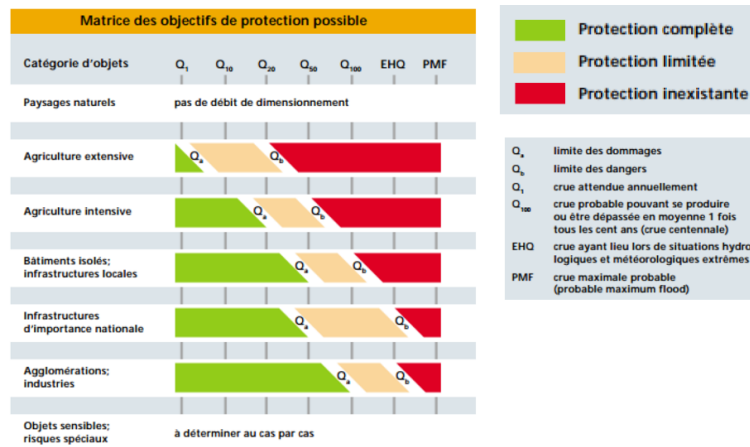 Matrice des objectifs de protection possible
Catégorie d'objets Q1 Q10 Q20 Q50 Q100 EHQ PMF
Paysages naturels pas de débit de dimensionnement
Agriculture extensive Qa Qb
Agriculture intensive Qa Qb
Bâtiments isolés;
infrastructures locales Qa Qb
Infrastructures
d'importance nationale Qa Qb
Agglomérations;
industries Qa Qb
Objets sensibles;
risques spéciaux à déterminer au cas par cas
Protection complète
Protection limitée
Protection inexistante
Qa limite des dommages
Qb limite des dangers
Q1 crue attendue annuellement
Q100 crue probable pouvant se produire
ou être dépassée en moyenne 1 fois
tous les cent ans (crue centennale)
EHQ crue ayant lieu lors de situations hydro
logiques et météorologiques extrêmes
PMF crue maximale probable
(probable maximum flood)